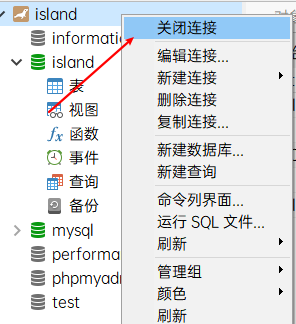 island
informatio
island
表
视图
函数
事件
查询
备份
mysql
performa
phpmyadr
test
关闭连接
编辑连接...
新建连接
删除连接
复制连接...
新建数据库...
新建查询
命令列界面...
运行 SQL 文件...
刷新
管理组
颜色
刷新